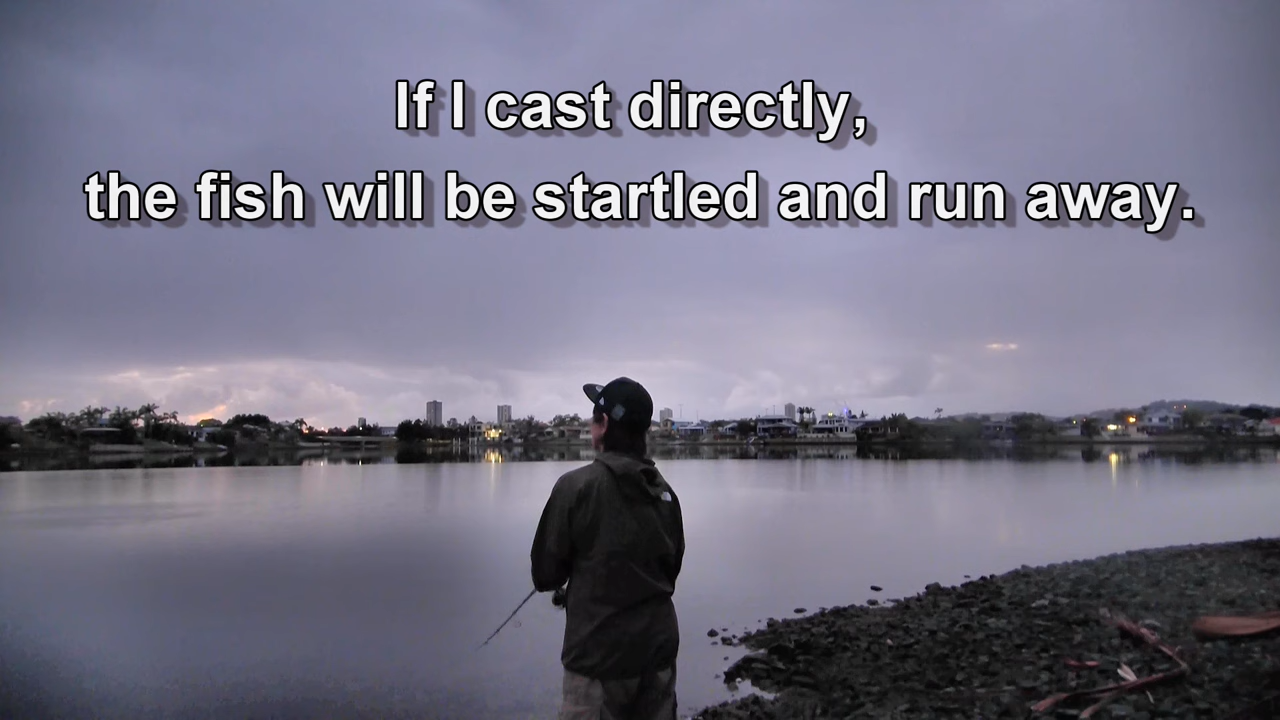 If I cast directly,
the fish will be startled and run away.